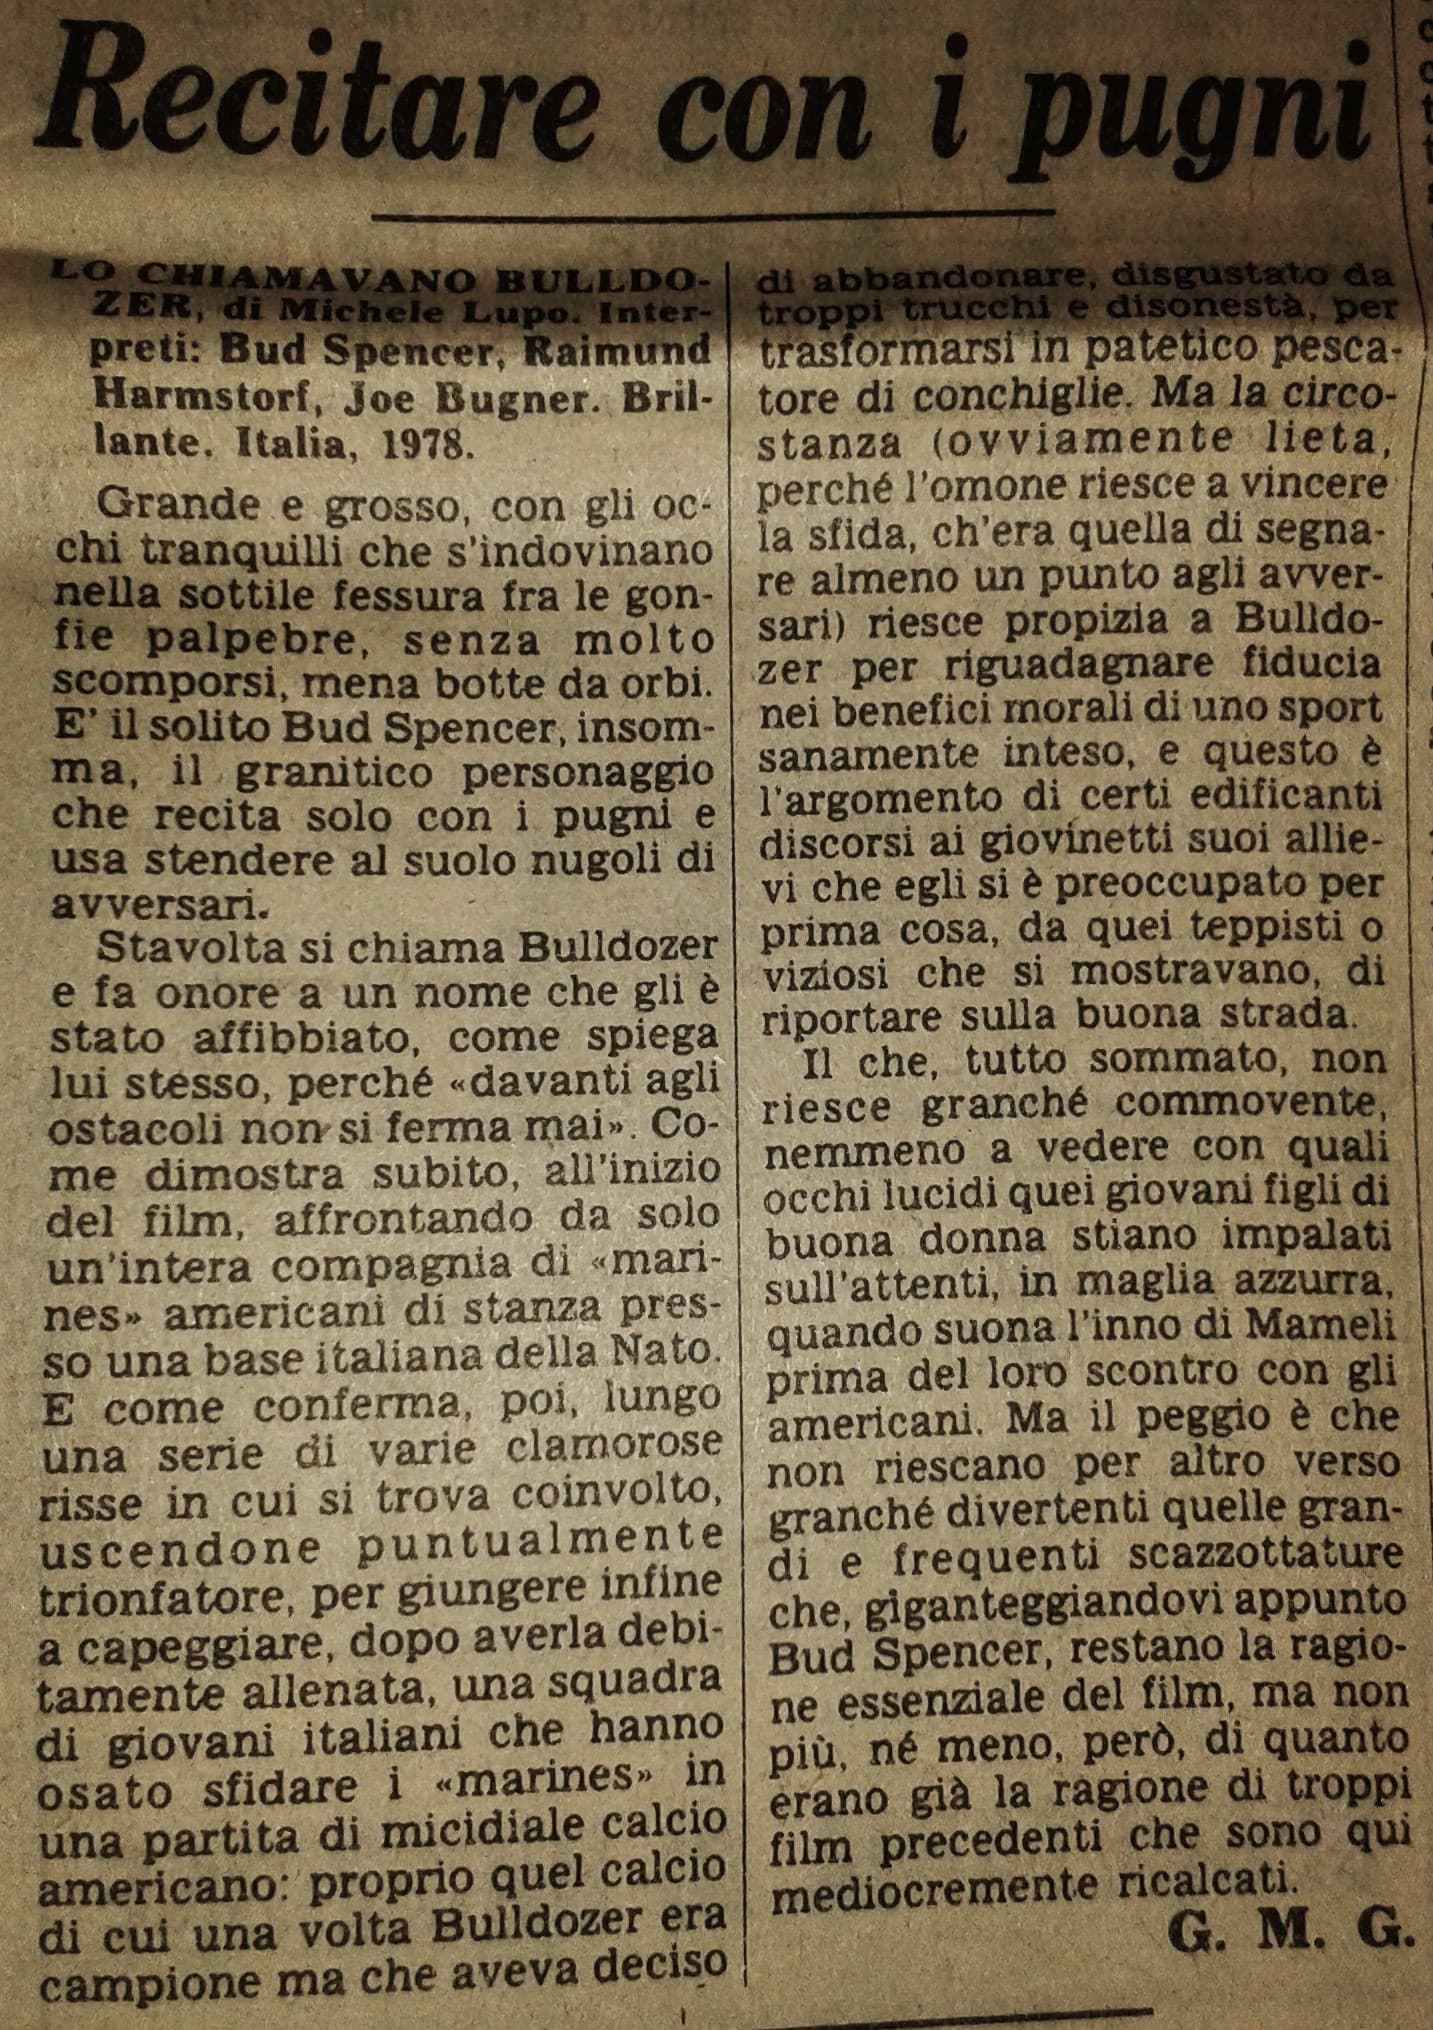 Recitare con i pugni
LO CHIAMAVANO BULLDO-
ZER, di Michele Lupo. Inter-
preti: Bud Spencer, Raimund
Harmstorf, Joe Bugner. Bril-
lante. Italia, 1978.
Grande e grosso, con gli oc-
chi tranquilli che s'indovinano
nella sottile fessura fra le gon-
fie palpebre, senza molto
scomporsi, mena botte da orbi.
E' il solito Bud Spencer, insom-
ma, il granitico personaggio
che recita solo con i pugni e
usa stendere al suolo nugoli di
avversari.
Stavolta si chiama Bulldozer
e fa onore a un nome che gli è
stato affibbiato, come spiega
lui stesso, perché «davanti agli
ostacoli non si ferma mai». Co-
me dimostra subito, all'inizio
del film, affrontando da solo
un'intera compagnia di «mari-
nes» americani di stanza pres-
so una base italiana della Nato.
E come conferma, poi, lungo
una serie di varie clamorose
risse in cui si trova coinvolto,
uscendone puntualmente
trionfatore, per giungere infine
a capeggiare, dopo averla debi-
tamente allenata, una squadra
di giovani italiani che hanno
osato sfidare i «marines» in
una partita di micidiale calcio
americano: proprio quel calcio
di cui una volta Bulldozer era
campione ma che aveva deciso
di abbandonare, disgustato da
troppi trucchi e disonestà, per
trasformarsi in patetico pesca-
tore di conchiglie. Ma la circo-
stanza (ovviamente lieta,
perché l'omone riesce a vincere
la sfida, ch'era quella di segna-
re almeno un punto agli avver-
sari) riesce propizia a Bulldo-
zer per riguadagnare fiducia
nei benefici morali di uno sport
sanamente inteso, e questo è
l'argomento di certi edificanti
discorsi ai giovinetti suoi allie-
vi che egli si è preoccupato per
prima cosa, da quei teppisti o
viziosi che si mostravano, di
riportare sulla buona strada.
Il che, tutto sommato, non
riesce granché commovente,
nemmeno a vedere con quali
occhi lucidi quei giovani figli di
buona donna stiano impalati
sull'attenti, in maglia azzurra,
quando suona l'inno di Mameli
prima del loro scontro con gli
americani. Ma il peggio è che
non riescano per altro verso
granché divertenti quelle gran-
di e frequenti scazzottature
che, giganteggiandovi appunto
Bud Spencer, restano la ragio-
ne essenziale del film, ma non
più, né meno, però, di quanto
erano già la ragione di troppi
film precedenti che sono qui
mediocremente ricalcati.
G. M. G.